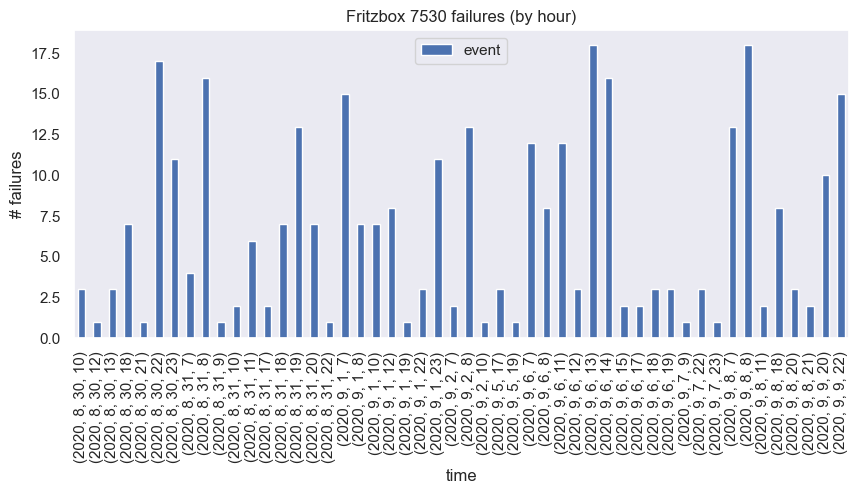 Fritzbox 7530 failures (by hour)
event
# failures
17.5
15.0
12.5
10.0
7.5
5.0
2.5
0.0
(2020, 8, 30, 10)
(2020, 8, 30, 12)
(2020, 8, 30, 13)
(2020, 8, 30, 18)
(2020, 8, 30, 21)
(2020, 8, 30, 22)
(2020, 8, 30, 23)
(2020, 8, 31, 7)
(2020, 8, 31, 8)
(2020, 8, 31, 9)
(2020, 8, 31, 10)
(2020, 8, 31, 11)
(2020, 8, 31, 17)
(2020, 8, 31, 18)
(2020, 8, 31, 19)
(2020, 8, 31, 20)
(2020, 8, 31, 22)
(2020, 9, 1, 7)
(2020, 9, 1, 8)
(2020, 9, 1, 10)
(2020, 9, 1, 12)
(2020, 9, 1, 19)
(2020, 9, 1, 22)
(2020, 9, 1, 23)
(2020, 9, 2, 7)
(2020, 9, 2, 8)
(2020, 9, 2, 10)
(2020, 9, 5, 17)
(2020, 9, 5, 19)
(2020, 9, 6, 7)
(2020, 9, 6, 8)
(2020, 9, 6, 11)
(2020, 9, 6, 12)
(2020, 9, 6, 13)
(2020, 9, 6, 14)
(2020, 9, 6, 15)
(2020, 9, 6, 17)
(2020, 9, 6, 18)
(2020, 9, 6, 19)
(2020, 9, 7, 9)
(2020, 9, 7, 22)
(2020, 9, 7, 23)
(2020, 9, 8, 7)
(2020, 9, 8, 8)
(2020, 9, 8, 11)
(2020, 9, 8, 18)
(2020, 9, 8, 20)
(2020, 9, 8, 21)
(2020, 9, 9, 20)
(2020, 9, 9, 22)
time